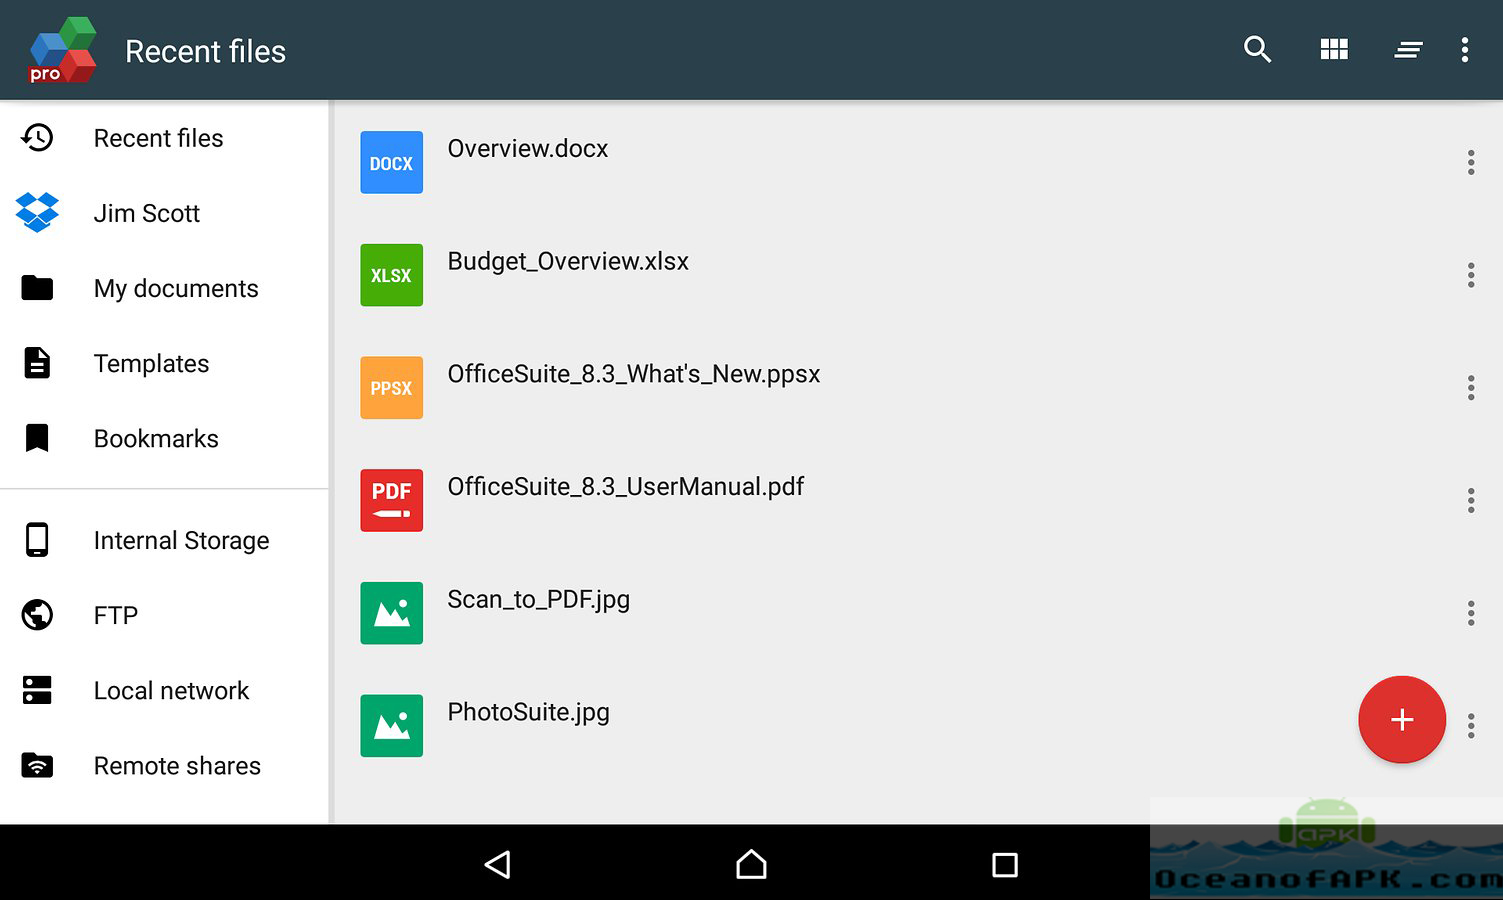 pro
Recent files
Recent files
Jim Scott
My documents
Templates
Bookmarks
Internal Storage
FTP
Local network
Remote shares
DOCX
Overview.docx
XLSX
Budget_Overview.xlsx
PPSX
OfficeSuite_8.3_What's_New.ppsx
PDF
OfficeSuite_8.3_UserManual.pdf
Scan_to_PDF.jpg
PhotoSuite.jpg
APK
OceanofAPK.com